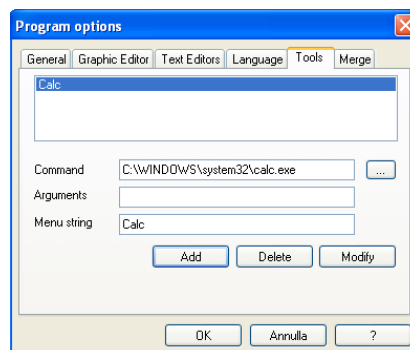 Program options
General Graphic Editor Text Editors Language Tools Merge
Calc
Command C:\WINDOWS\system32\calc.exe ...
Arguments
Menu string Calc
Add Delete Modify
OK Annulla ?